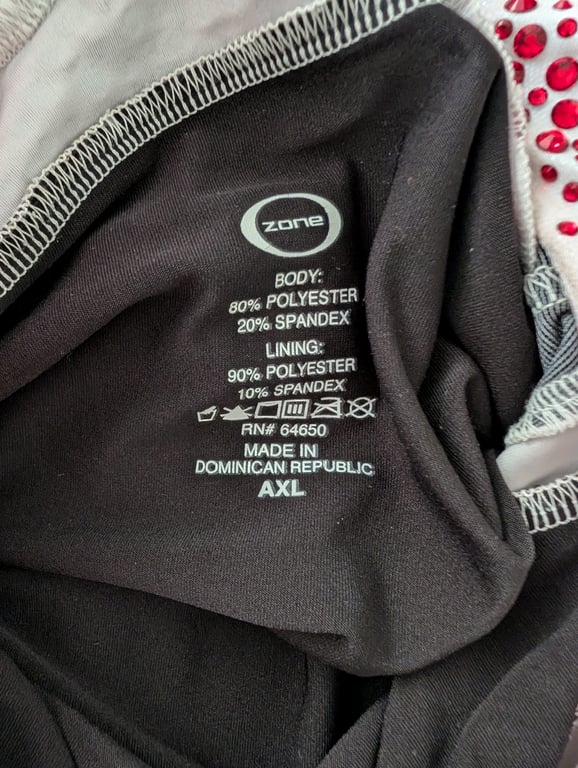 ZONE
BODY:
80% POLYESTER
20% SPANDEX
LINING:
90% POLYESTER
10% SPANDEX
RN# 64650
MADE IN
DOMINICAN REPUBLIC
AXL